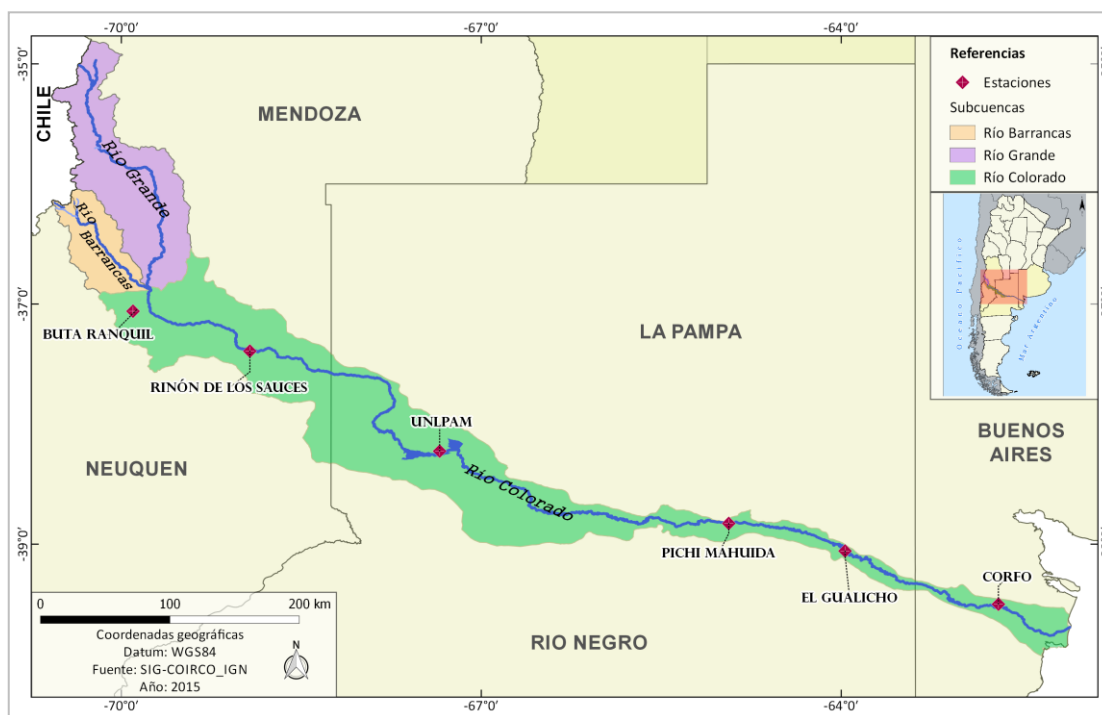 -70°0'
-67°0'
-64°0'
-35°0'
-37°0'
-39°0'
CHILE
MENDOZA
Río Grande
Río
Barrancas
BUTA RANQUIL
RINÓN DE LOS SAUCES
NEUQUEN
LA PAMPA
UNLPAM
Río Colorado
PICHI MAHUIDA
EL GUALICHO
CORFO
BUENOS
AIRES
RIO NEGRO
Referencias
Estaciones
Subcuencas
Río Barrancas
Río Grande
Río Colorado
Oceano Pacífico
Mar Argentino
0 100 200 km
Coordenadas geográficas
Datum: WGS84
Fuente: SIG-COIRCO_IGN
Año: 2015
N
-70°0'
-67°0'
-64°0'